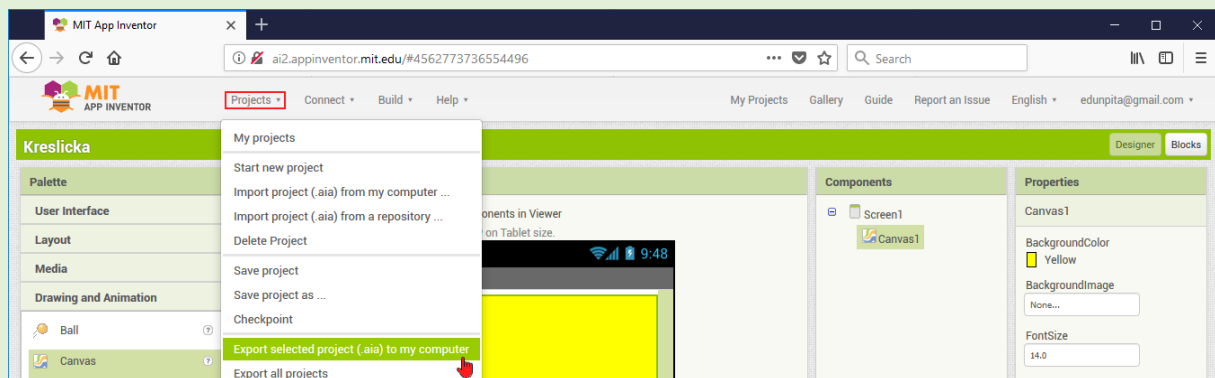 MIT App Inventor
ai2.appinventor.mit.edu/#4562773736554496
Search
MIT
APP INVENTOR
Projects
Connect
Build
Help
My Projects
Gallery
Guide
Report an Issue
English
edunpita@gmail.com
Kreslicka
Designer
Blocks
My projects
Start new project
Import project (.aia) from my computer ...
Import project (.aia) from a repository ...
Delete Project
Save project
Save project as ...
Checkpoint
Export selected project (.aia) to my computer
Export all projects
Palette
User Interface
Layout
Media
Drawing and Animation
Ball
?
Canvas
?
onents in Viewer
on Tablet size.
9:48
Components
Screen1
Canvas1
Properties
Canvas1
BackgroundColor
Yellow
BackgroundImage
None...
FontSize
14.0